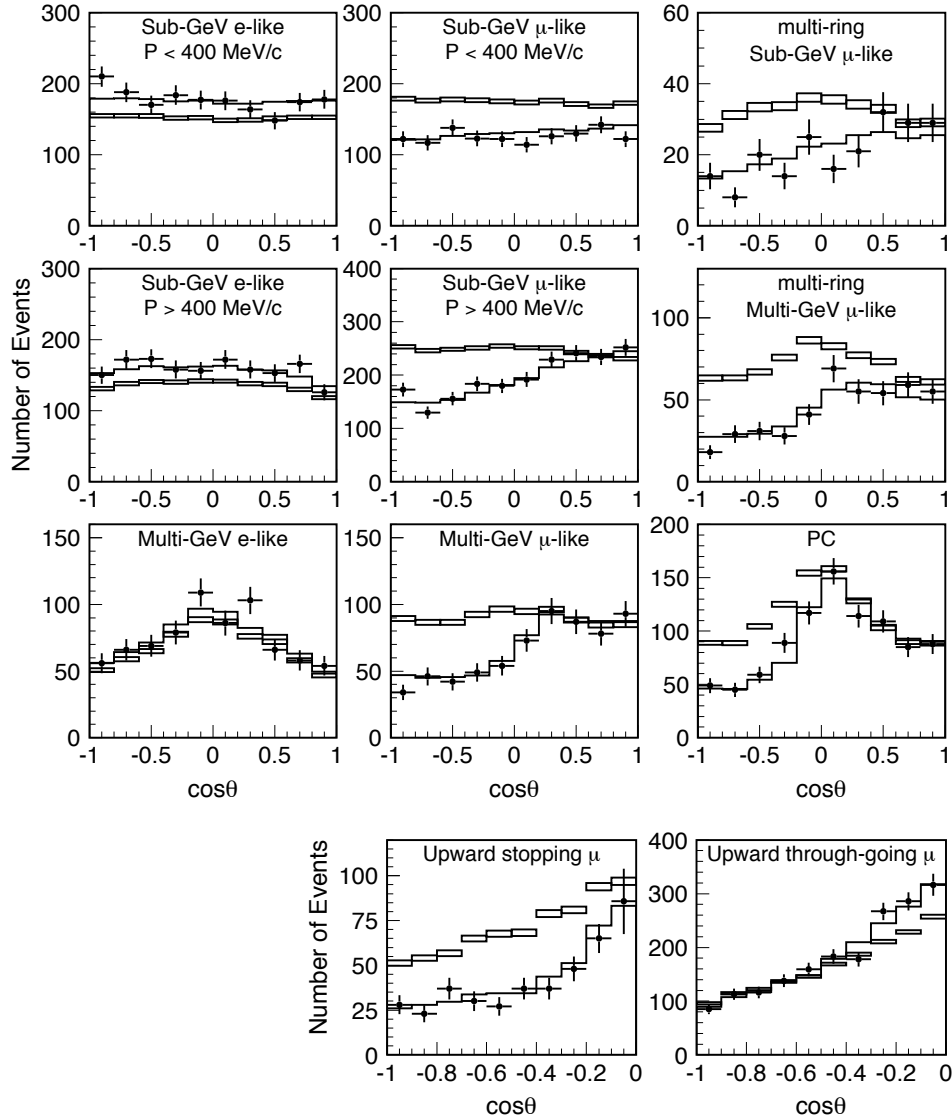 Number of Events
Sub-GeV e-like
P < 400 MeV/c
300
200
100
0
-1 -0.5 0 0.5 1
Sub-GeV μ-like
P < 400 MeV/c
300
200
100
0
-1 -0.5 0 0.5 1
multi-ring
Sub-GeV μ-like
60
40
20
0
-1 -0.5 0 0.5 1
Sub-GeV e-like
P > 400 MeV/c
300
200
100
0
-1 -0.5 0 0.5 1
Sub-GeV μ-like
P > 400 MeV/c
400
300
200
100
0
-1 -0.5 0 0.5 1
multi-ring
Multi-GeV μ-like
100
50
0
-1 -0.5 0 0.5 1
Multi-GeV e-like
150
100
50
0
-1 -0.5 0 0.5 1
cosθ
Multi-GeV μ-like
150
100
50
0
-1 -0.5 0 0.5 1
cosθ
PC
200
150
100
50
0
-1 -0.5 0 0.5 1
cosθ
Number of Events
Upward stopping μ
100
75
50
25
0
-1 -0.8 -0.6 -0.4 -0.2 0
cosθ
Upward through-going μ
400
300
200
100
0
-1 -0.8 -0.6 -0.4 -0.2 0
cosθ